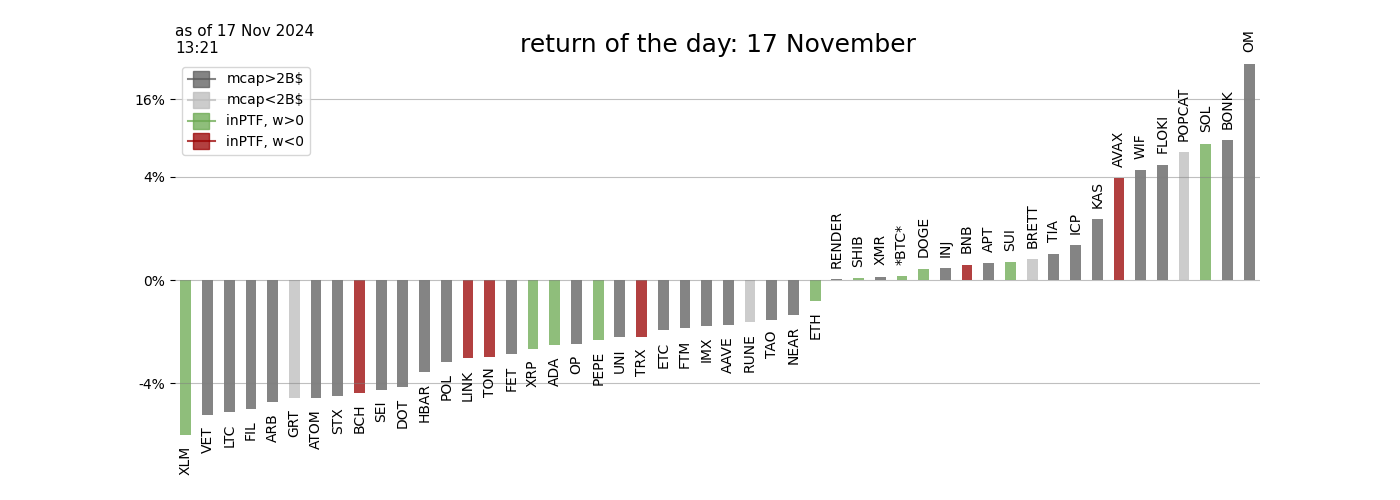 as of 17 Nov 2024
13:21
return of the day: 17 November
mcap>2B$
mcap<2B$
inPTF, w>0
inPTF, w<0
16%
4%
0%
-4%
XLM
VET
LTC
FIL
ARB
GRT
ATOM
STX
BCH
SEI
DOT
HBAR
POL
LINK
TON
FET
XRP
ADA
OP
PEPE
UNI
TRX
ETC
FTM
IMX
AAVE
RUNE
TAO
NEAR
ETH
RENDER
SHIB
XMR
*BTC*
DOGE
INJ
BNB
APT
SUI
BRETT
TIA
ICP
KAS
AVAX
WIF
FLOKI
POPCAT
SOL
BONK
OM